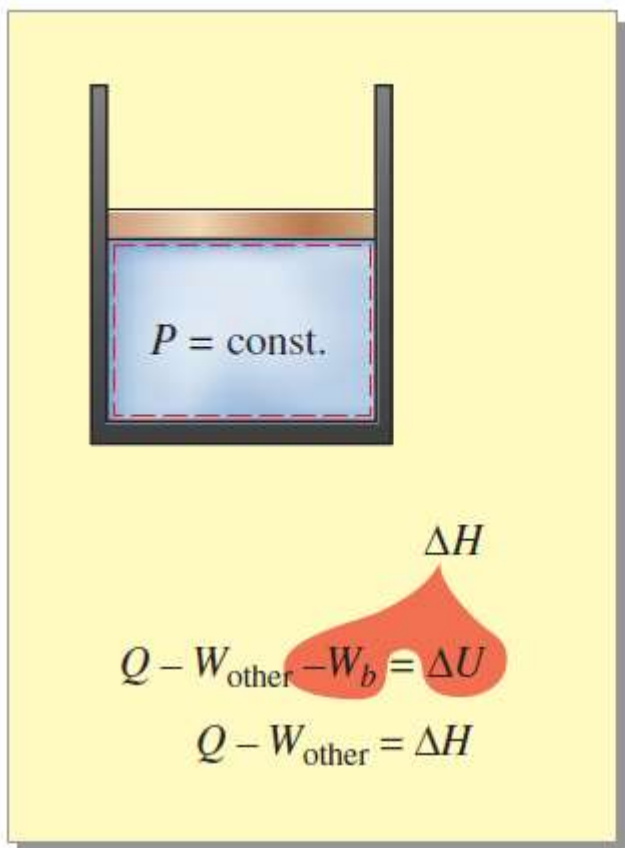 P = const.
ΔH
Q – W_other –W_b = ΔU
Q – W_other = ΔH